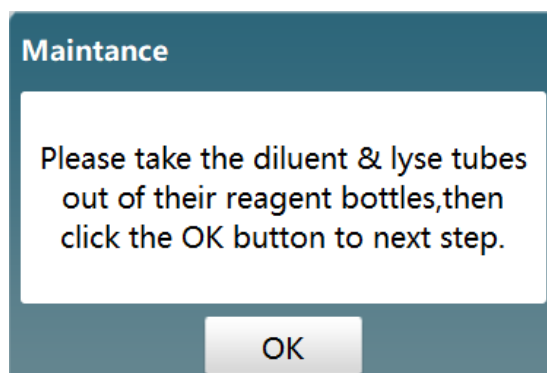 Maintance
Please take the diluent & lyse tubes
out of their reagent bottles,then
click the OK button to next step.
OK